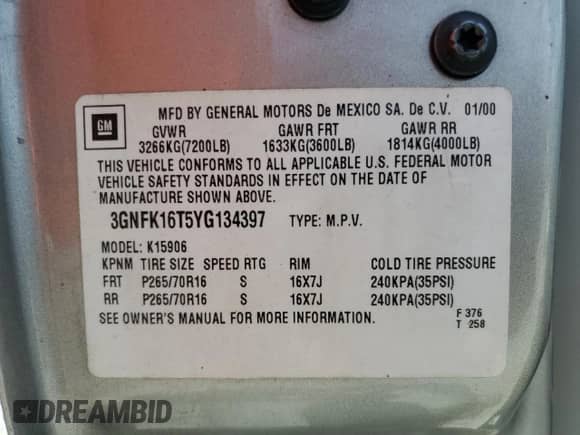 MFD BY GENERAL MOTORS De MEXICO SA. De C.V. 01/00
GM
GVWR GAWR FRT GAWR RR
3266KG(7200LB) 1633KG(3600LB) 1814KG(4000LB)
THIS VEHICLE CONFORMS TO ALL APPLICABLE U.S. FEDERAL MOTOR
VEHICLE SAFETY STANDARDS IN EFFECT ON THE DATE OF
MANUFACTURE SHOWN ABOVE.
3GNFK16T5YG134397 TYPE: M.P.V.
MODEL: K15906
KPNM TIRE SIZE SPEED RTG RIM COLD TIRE PRESSURE
FRT P265/70R16 S 16X7J 240KPA(35PSI)
RR P265/70R16 S 16X7J 240KPA(35PSI)
SEE OWNER'S MANUAL FOR MORE INFORMATION.
F 376
T 258
DREAMBID